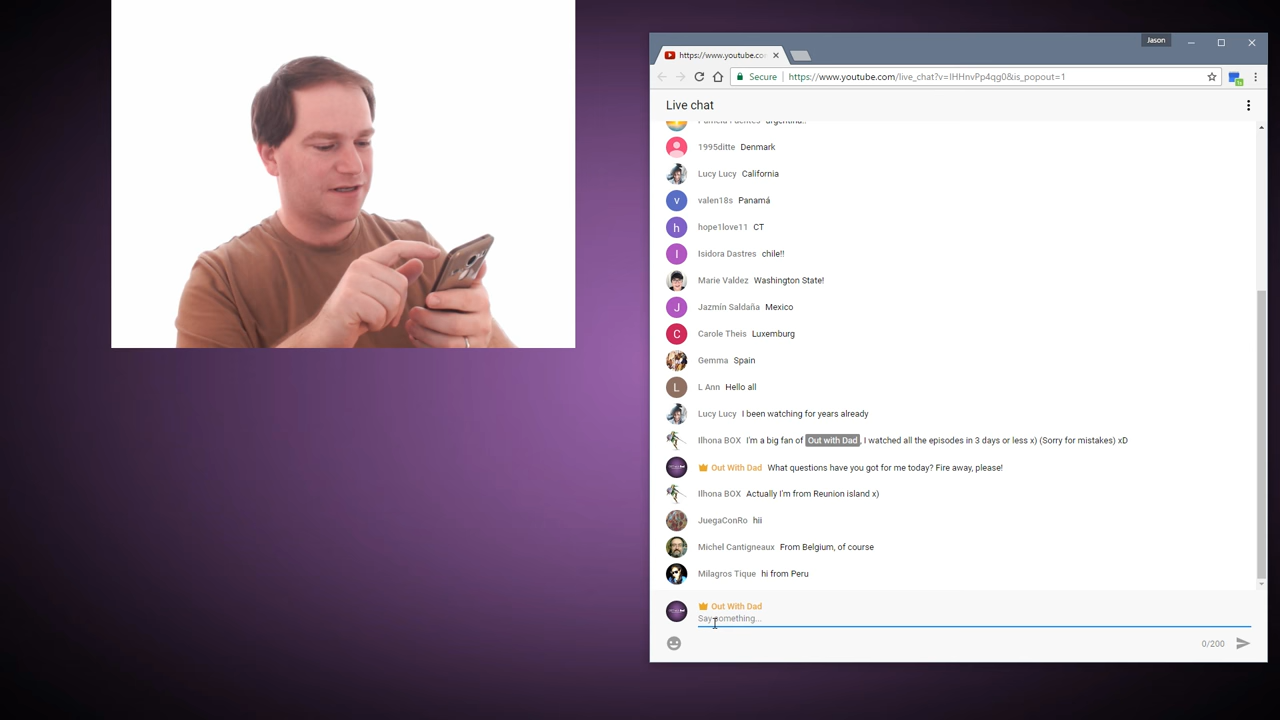 Jason
https://www.youtube.co
Secure https://www.youtube.com/live_chat?v=IHHnvPp4qg0&is_popout=1
Live chat
Pamela Fuentes argentina..
1995ditte Denmark
Lucy Lucy California
v valen18s Panamá
h hope1love11 CT
I Isidora Dastres chile!!
Marie Valdez Washington State!
J Jazmín Saldaña Mexico
C Carole Theis Luxemburg
Gemma Spain
L L Ann Hello all
Lucy Lucy I been watching for years already
Ilhona BOX I'm a big fan of Out with Dad, I watched all the episodes in 3 days or less x) (Sorry for mistakes) xD
Out With Dad What questions have you got for me today? Fire away, please!
Ilhona BOX Actually I'm from Reunion island x)
JuegaConRo hii
Michel Cantigneaux From Belgium, of course
Milagros Tique hi from Peru
Out With Dad
Say something...
0/200